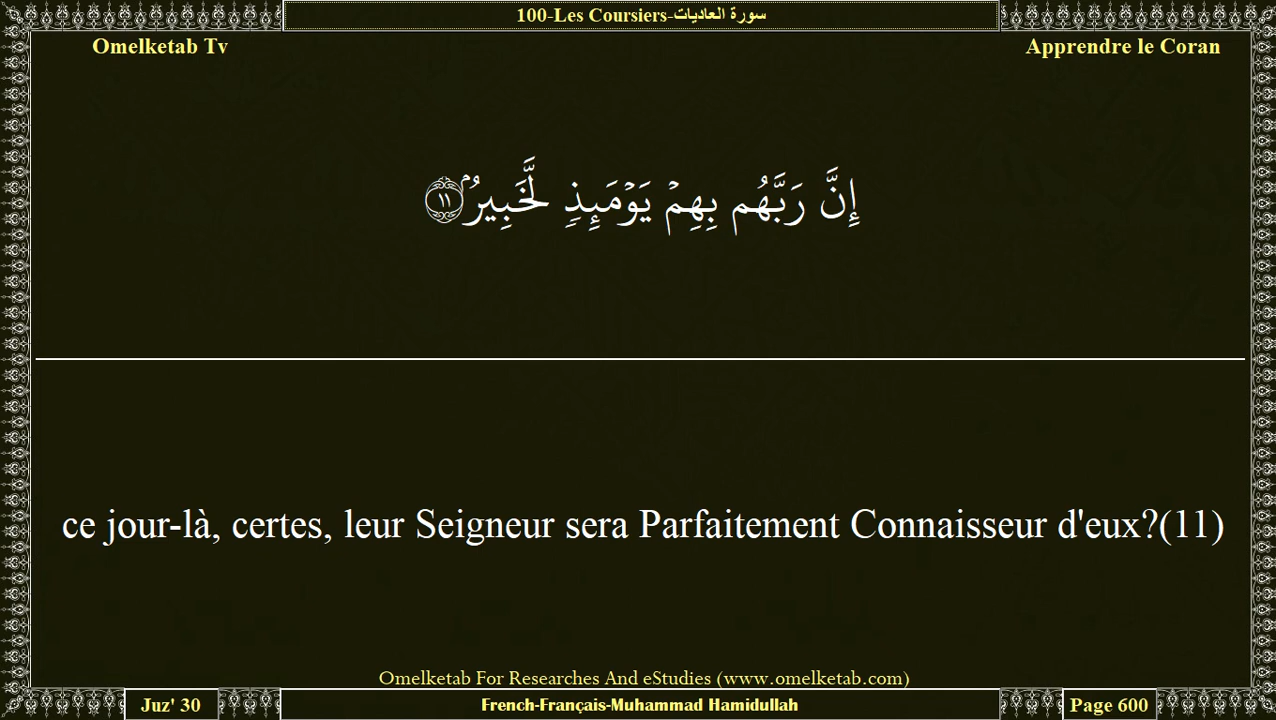 100-Les Coursiers-سورة العاديات
Omelketab Tv
Apprendre le Coran
إِنَّ رَبَّهُم بِهِمۡ يَوۡمَئِذٖ لَّخَبِيرُۢ ١١
ce jour-là, certes, leur Seigneur sera Parfaitement Connaisseur d'eux?(11)
Omelketab For Researches And eStudies (www.omelketab.com)
Juz' 30
French-Français-Muhammad Hamidullah
Page 600